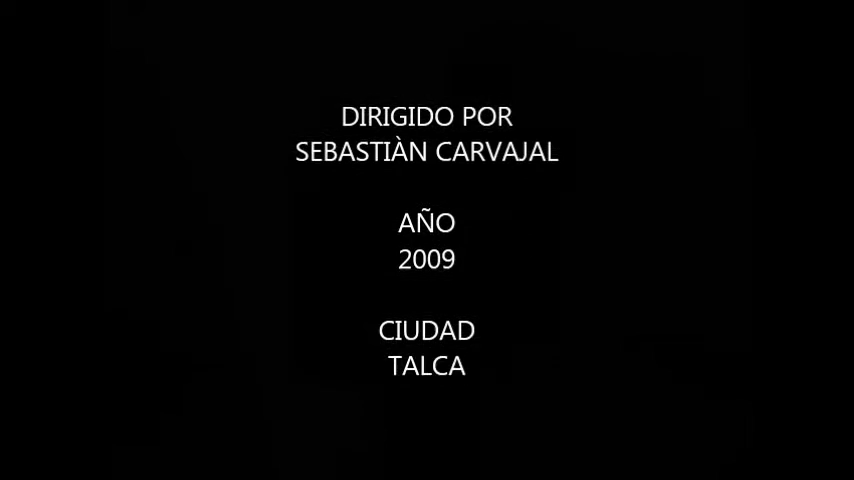 DIRIGIDO POR
SEBASTIÀN CARVAJAL
AÑO
2009
CIUDAD
TALCA